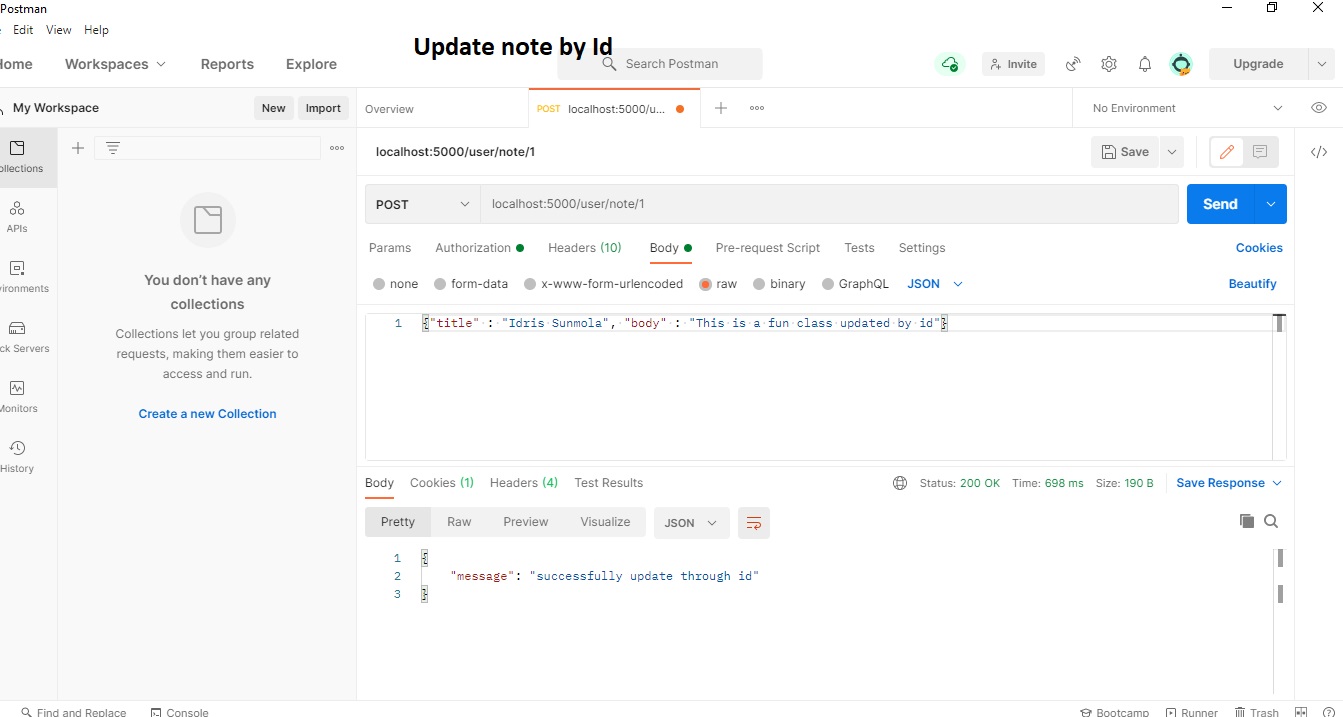 Postman
Edit View Help
Update note by Id
Home Workspaces Reports Explore Search Postman Invite Upgrade
My Workspace New Import Overview POST localhost:5000/u... No Environment
localhost:5000/user/note/1 Save
ollections
POST localhost:5000/user/note/1 Send
APIs
Params Authorization Headers (10) Body Pre-request Script Tests Settings Cookies
vironments
none form-data x-www-form-urlencoded raw binary GraphQL JSON Beautify
You don't have any
collections
Collections let you group related
requests, making them easier to
access and run.
Create a new Collection
ck Servers
Monitors
History
1 {"title" : "Idris Sunmola", "body" : "This is a fun class updated by id"}
Body Cookies (1) Headers (4) Test Results Status: 200 OK Time: 698 ms Size: 190 B Save Response
Pretty Raw Preview Visualize JSON
1 {
2 "message": "successfully update through id"
3 }
Find and Replace Console Bootcamp Runner Trash